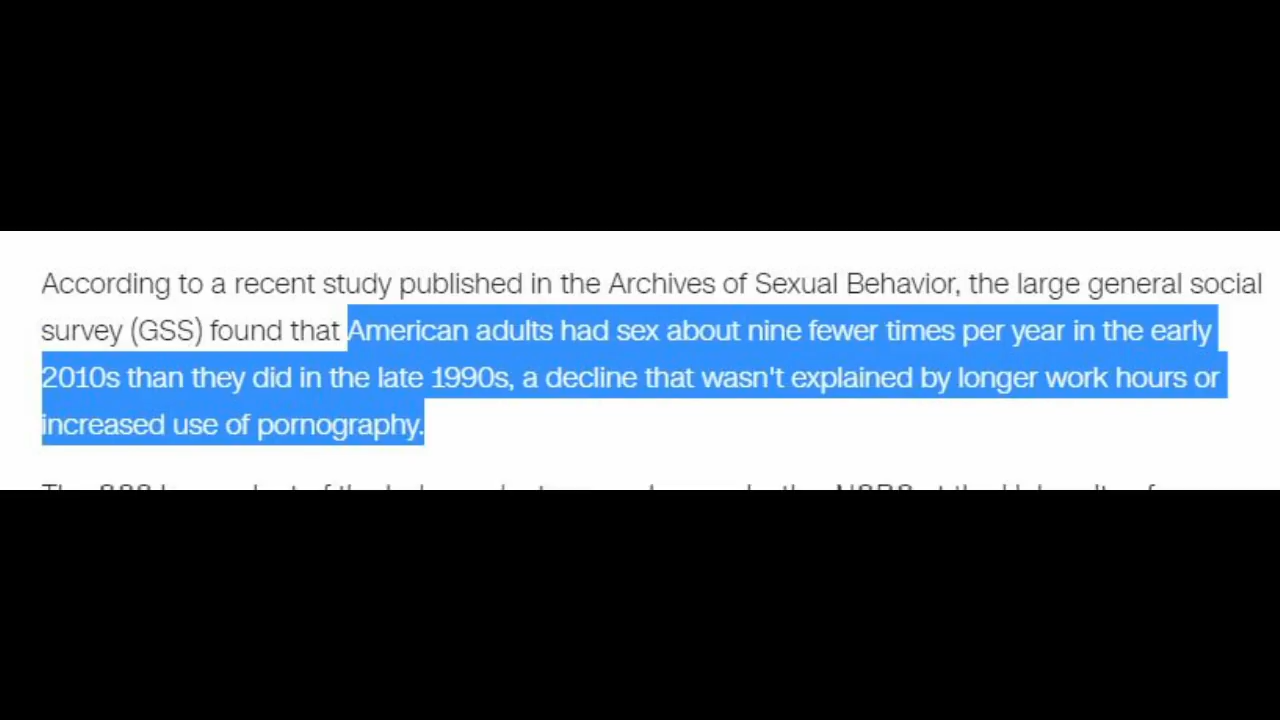 According to a recent study published in the Archives of Sexual Behavior, the large general social
survey (GSS) found that American adults had sex about nine fewer times per year in the early
2010s than they did in the late 1990s, a decline that wasn't explained by longer work hours or
increased use of pornography.